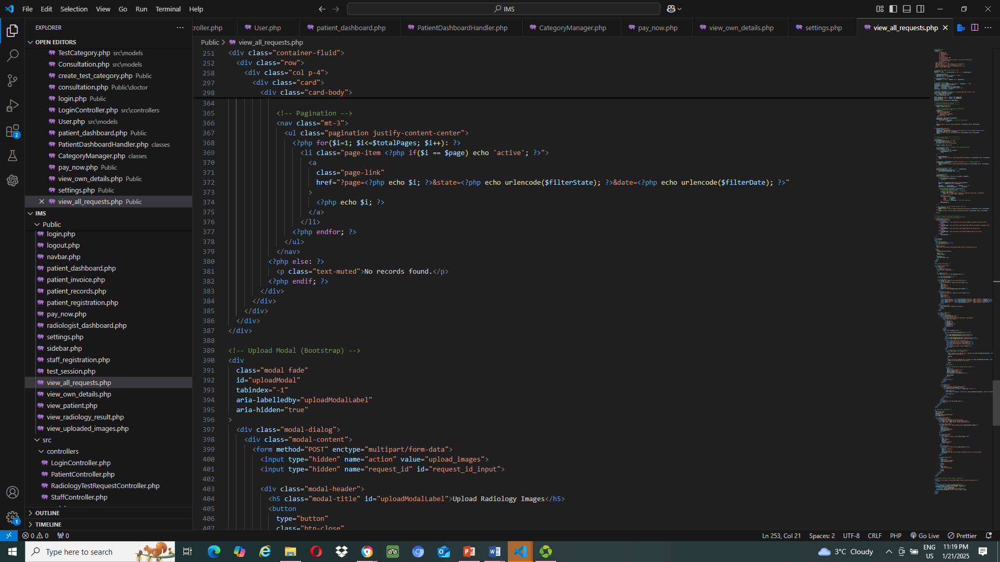 File Edit Selection View Go Run Terminal Help
IMS
EXPLORER
OPEN EDITORS
TestCategory.php src\models
Consultation.php src\models
create_test_category.php Public
consultation.php Public\doctor
login.php Public
LoginController.php src\controllers
User.php src\models
patient_dashboard.php Public
PatientDashboardHandler.php classes
CategoryManager.php classes
pay_now.php Public
view_own_details.php Public
settings.php Public
view_all_requests.php Public
IMS
Public
login.php
logout.php
navbar.php
patient_dashboard.php
patient_invoice.php
patient_records.php
patient_registration.php
pay_now.php
radiologist_dashboard.php
settings.php
sidebar.php
staff_registration.php
test_session.php
view_all_requests.php
view_own_details.php
view_patient.php
view_radiology_result.php
view_uploaded_images.php
src
controllers
LoginController.php
PatientController.php
RadiologyTestRequestController.php
StaffController.php
OUTLINE
TIMELINE
2
1
troller.php User.php patient_dashboard.php PatientDashboardHandler.php CategoryManager.php pay_now.php view_own_details.php settings.php view_all_requests.php
Public > view_all_requests.php
251 <div class="container-fluid">
252 <div class="row">
258 <div class="col p-4">
297 <div class="card">
298 <div class="card-body">
364
365 <!-- Pagination -->
366 <nav class="mt-3">
367 <ul class="pagination justify-content-center">
368 <?php for($i=1; $i<=$totalPages; $i++): ?>
369 <li class="page-item <?php if($i == $page) echo 'active'; ?>">
370 <a
371 class="page-link"
372 href="?page=<?php echo $i; ?>&state=<?php echo urlencode($filterState); ?>&date=<?php echo urlencode($filterDate); ?>"
373 >
374 <?php echo $i; ?>
375 </a>
376 </li>
377 <?php endfor; ?>
378 </ul>
379 </nav>
380 <?php else: ?>
381 <p class="text-muted">No records found.</p>
382 <?php endif; ?>
383 </div>
384 </div>
385 </div>
386 </div>
387 </div>
388
389 <!-- Upload Modal (Bootstrap) -->
390 <div
391 class="modal fade"
392 id="uploadModal"
393 tabindex="-1"
394 aria-labelledby="uploadModalLabel"
395 aria-hidden="true"
396 >
397 <div class="modal-dialog">
398 <div class="modal-content">
399 <form method="POST" enctype="multipart/form-data">
400 <input type="hidden" name="action" value="upload_images">
401 <input type="hidden" name="request_id" id="request_id_input">
402
403 <div class="modal-header">
404 <h5 class="modal-title" id="uploadModalLabel">Upload Radiology Images</h5>
405 <button
406 type="button"
407 class="btn-close"
0 0 0 Ln 253, Col 21 Spaces: 2 UTF-8 CRLF PHP Go Live Prettier
Type here to search
3°C Cloudy
ENG
US
11:19 PM
1/21/2025